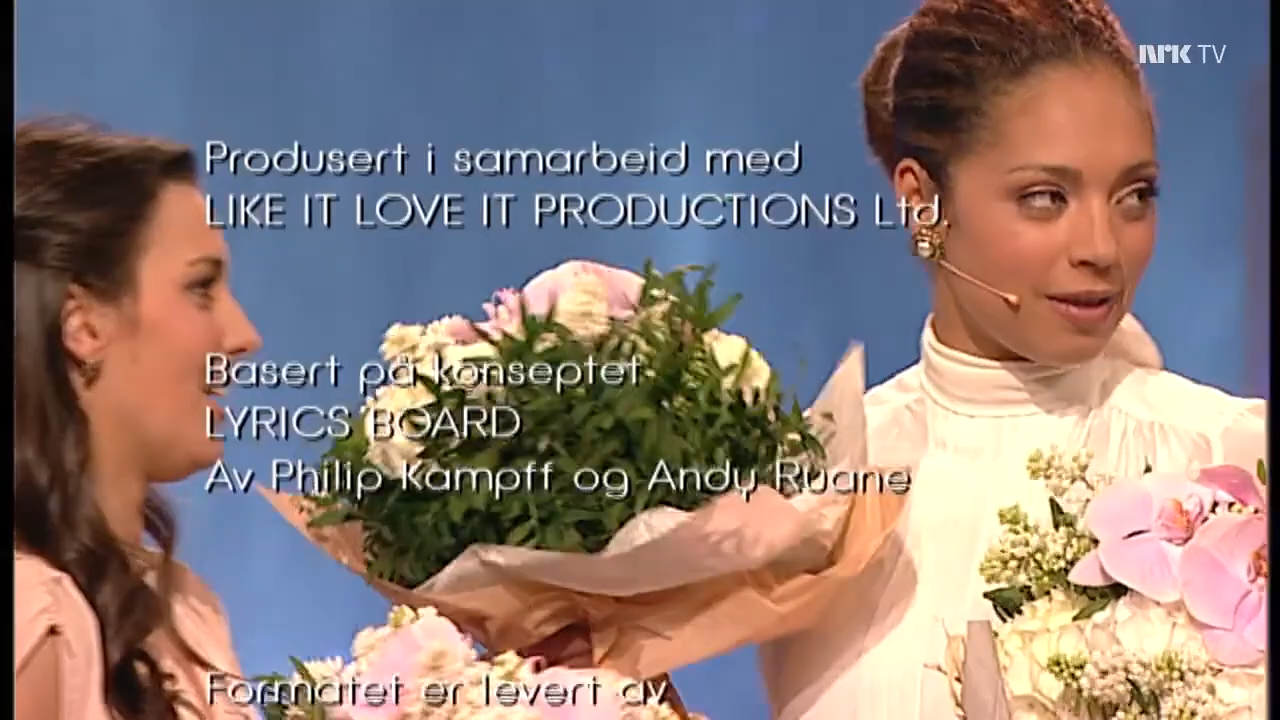 NRK TV
Produsert i samarbeid med
LIKE IT LOVE IT PRODUCTIONS Ltd.
Basert på konseptet
LYRICS BOARD
Av Philip Kampff og Andy Ruane
Formatet er levert av